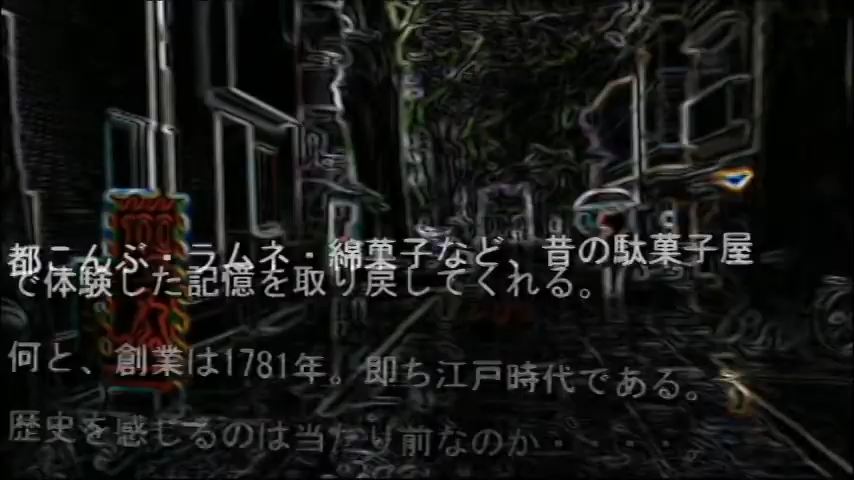 都こんぶ・ラムネ・綿菓子など、昔の駄菓子屋
で体験した記憶を取り戻してくれる。
何と、創業は1781年。即ち江戸時代である。
歴史を感じるのは当たり前なのか・・・・。